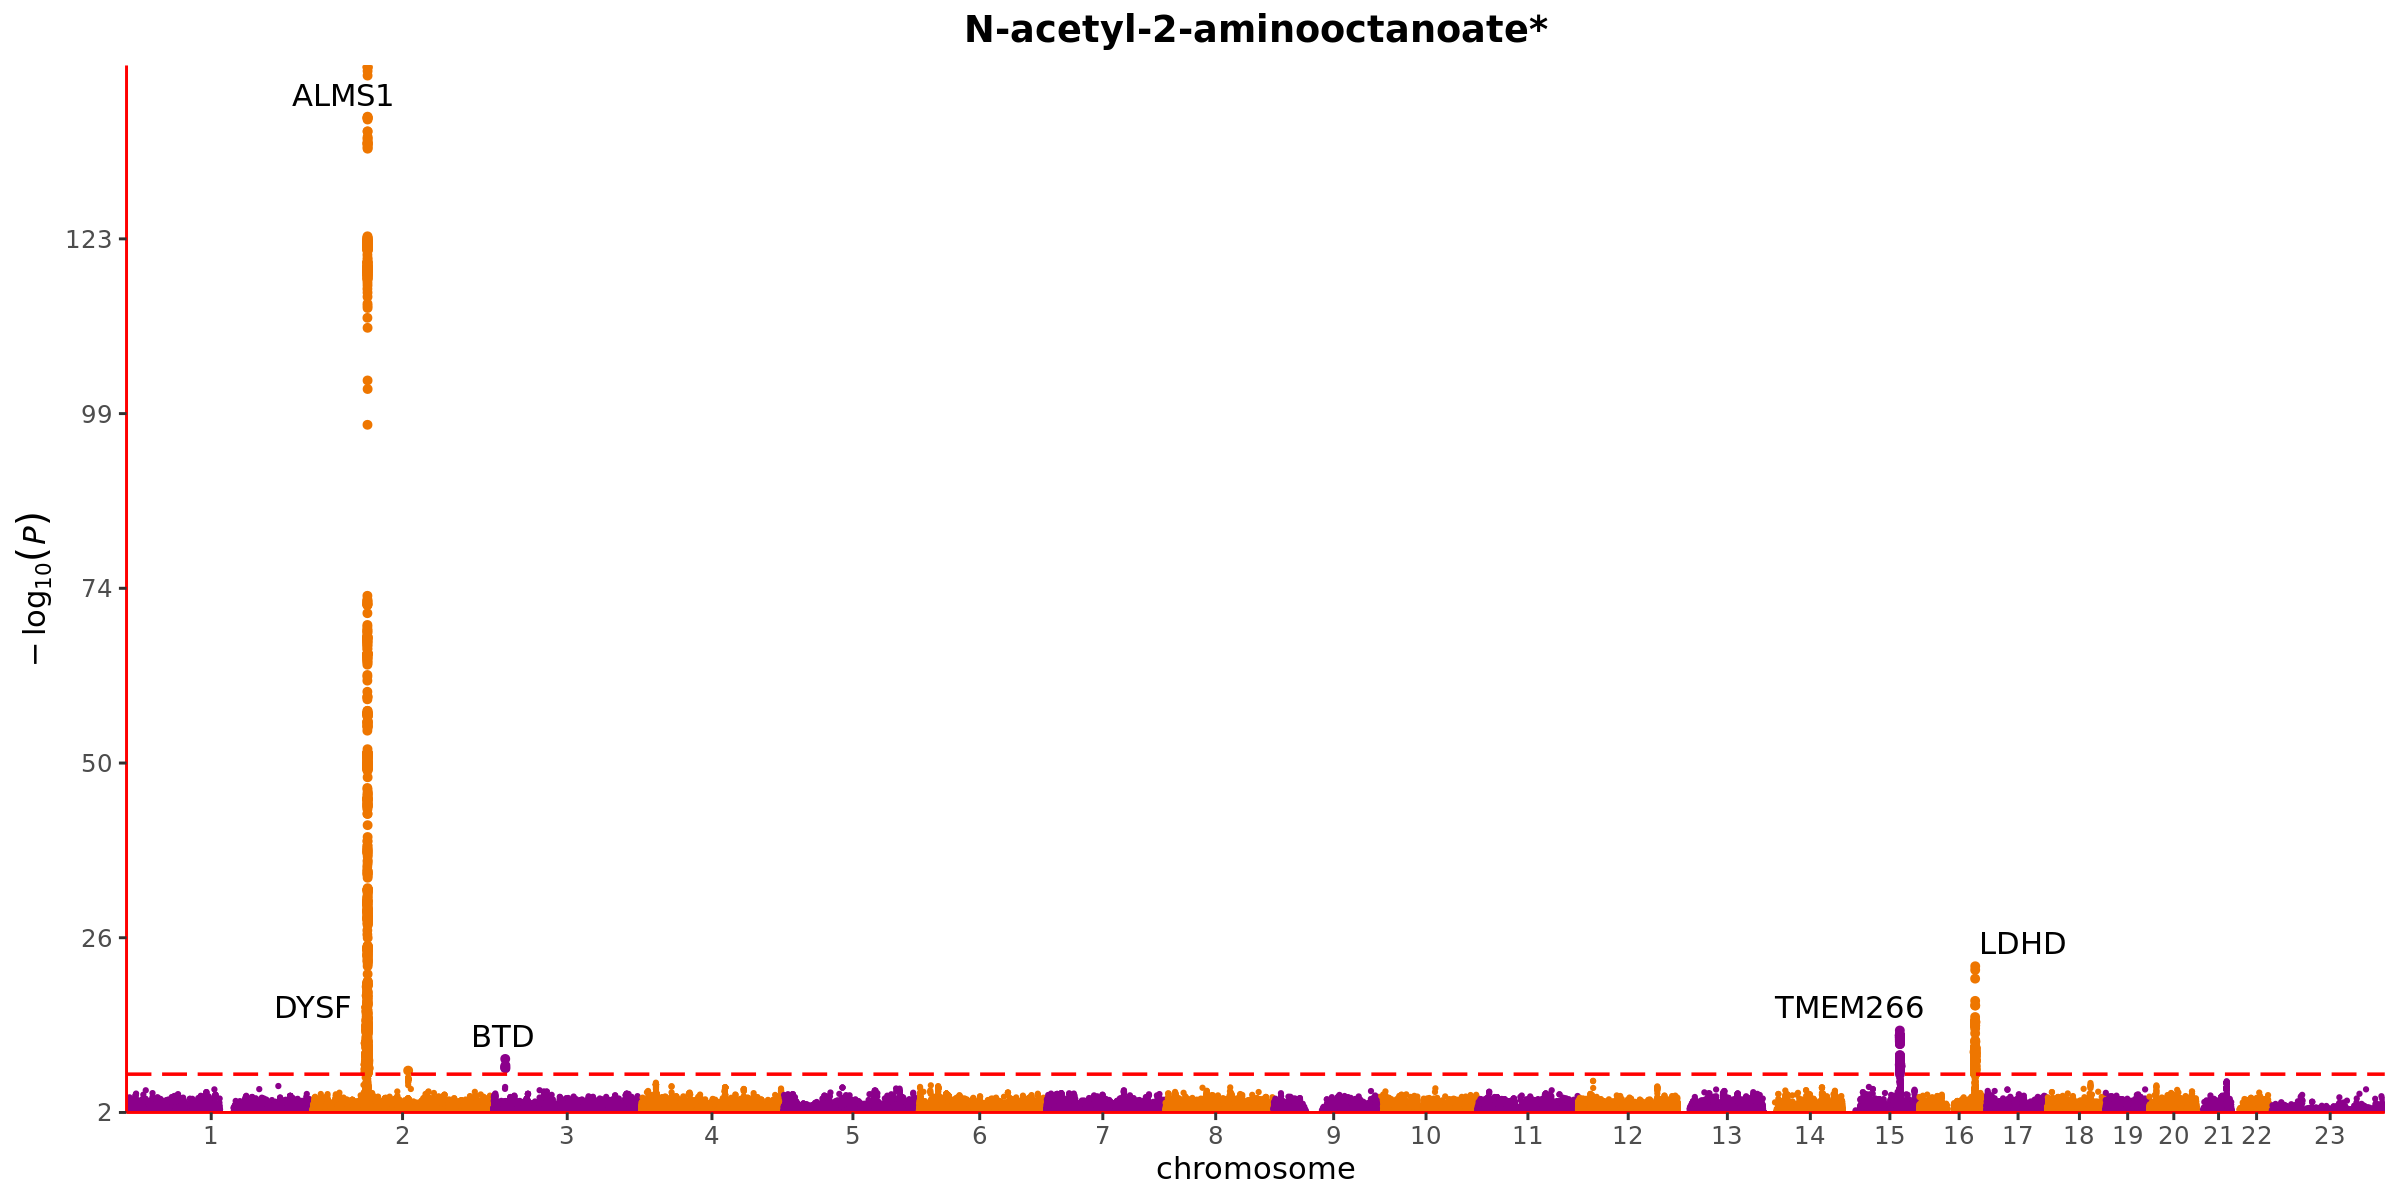 N-acetyl-2-aminooctanoate*
ALMS1
123
99
74
50
26
2
− log10(P)
LDHD
DYSF
TMEM266
BTD
1 2 3 4 5 6 7 8 9 10 11 12 13 14 15 16 17 18 19 20 21 22 23
chromosome